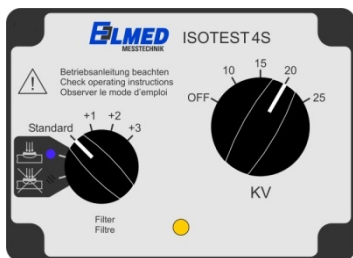 ELMED
MESSTECHNIK
ISOTEST 4S
Betriebsanleitung beachten
Check operating instructions
Observer le mode d'emploi
OFF 10 15 20 25
Standard +1 +2 +3
KV
Filter
Filtre